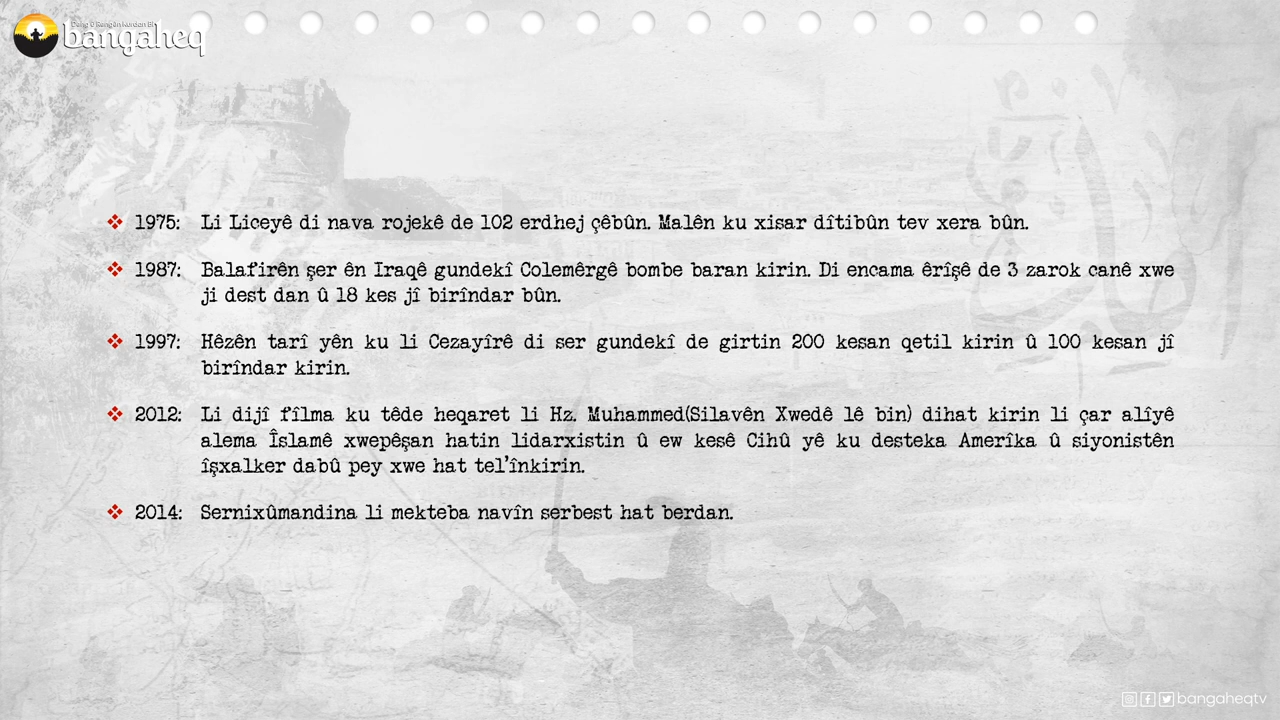 Deng û Rengên Kurdan Bi
bangaheq
1975: Li Liceyê di nava rojekê de 102 erdhej çêbûn. Malên ku xisar dîtibûn tev xera bûn.
1987: Balafirên şer ên Iraqê gundekî Colemêrgê bombe baran kirin. Di encama êrîşê de 3 zarok canê xwe
ji dest dan û 18 kes jî birîndar bûn.
1997: Hêzên tarî yên ku li Cezayîrê di ser gundekî de girtin 200 kesan qetil kirin û 100 kesan jî
birîndar kirin.
2012: Li dijî fîlma ku têde heqaret li Hz. Muhammed(Silavên Xwedê lê bin) dihat kirin li çar alîyê
alema Îslamê xwepêşan hatin lidarxistin û ew kesê Cihû yê ku desteka Amerîka û siyonistên
îşxalker dabû pey xwe hat tel'înkirin.
2014: Sernixûmandina li mekteba navîn serbest hat berdan.
bangaheqtv